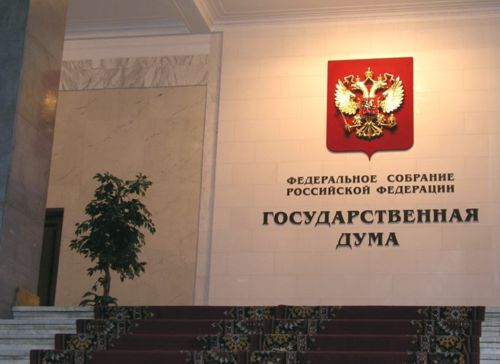 ФЕДЕРАЛЬНОЕ СОБРАНИЕ
РОССИЙСКОЙ ФЕДЕРАЦИИ
ГОСУДАРСТВЕННАЯ
ДУМА